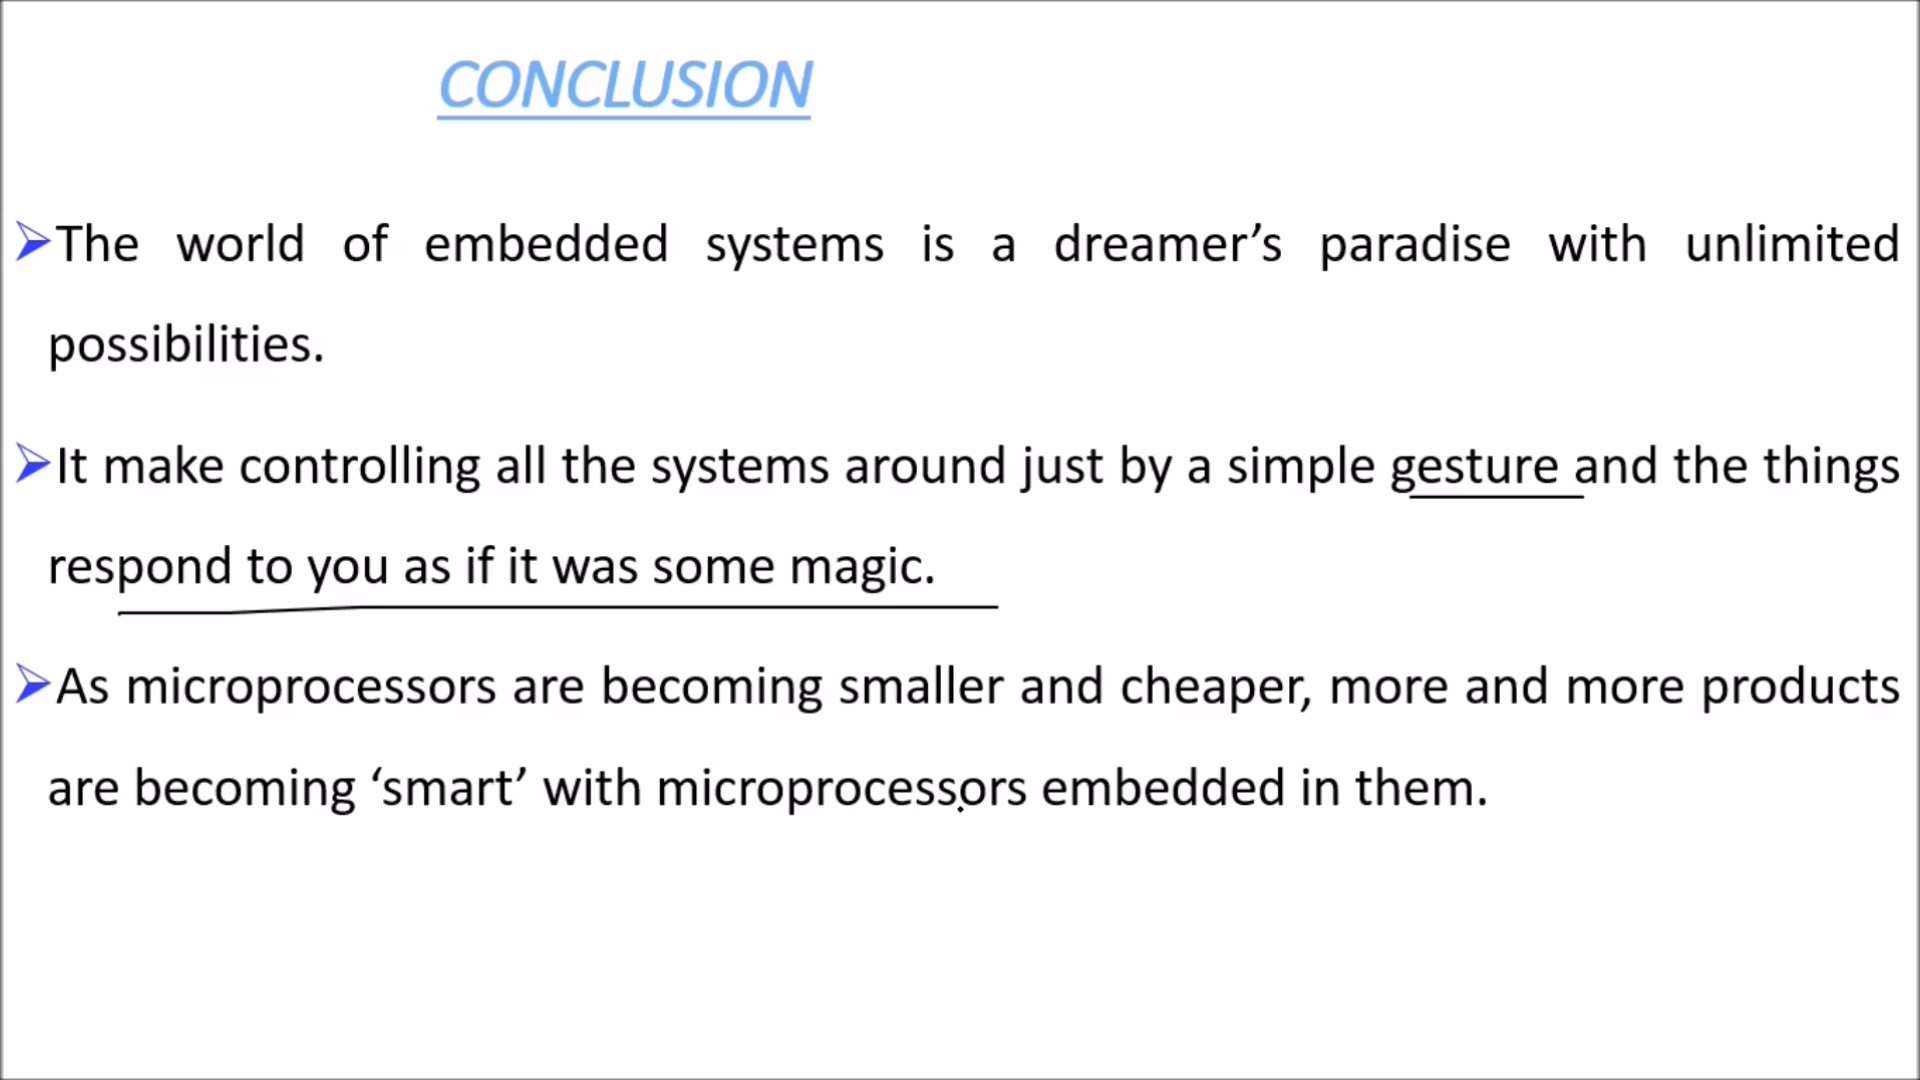 CONCLUSION
➢The world of embedded systems is a dreamer’s paradise with unlimited
possibilities.
➢It make controlling all the systems around just by a simple gesture and the things
respond to you as if it was some magic.
➢As microprocessors are becoming smaller and cheaper, more and more products
are becoming ‘smart’ with microprocessors embedded in them.